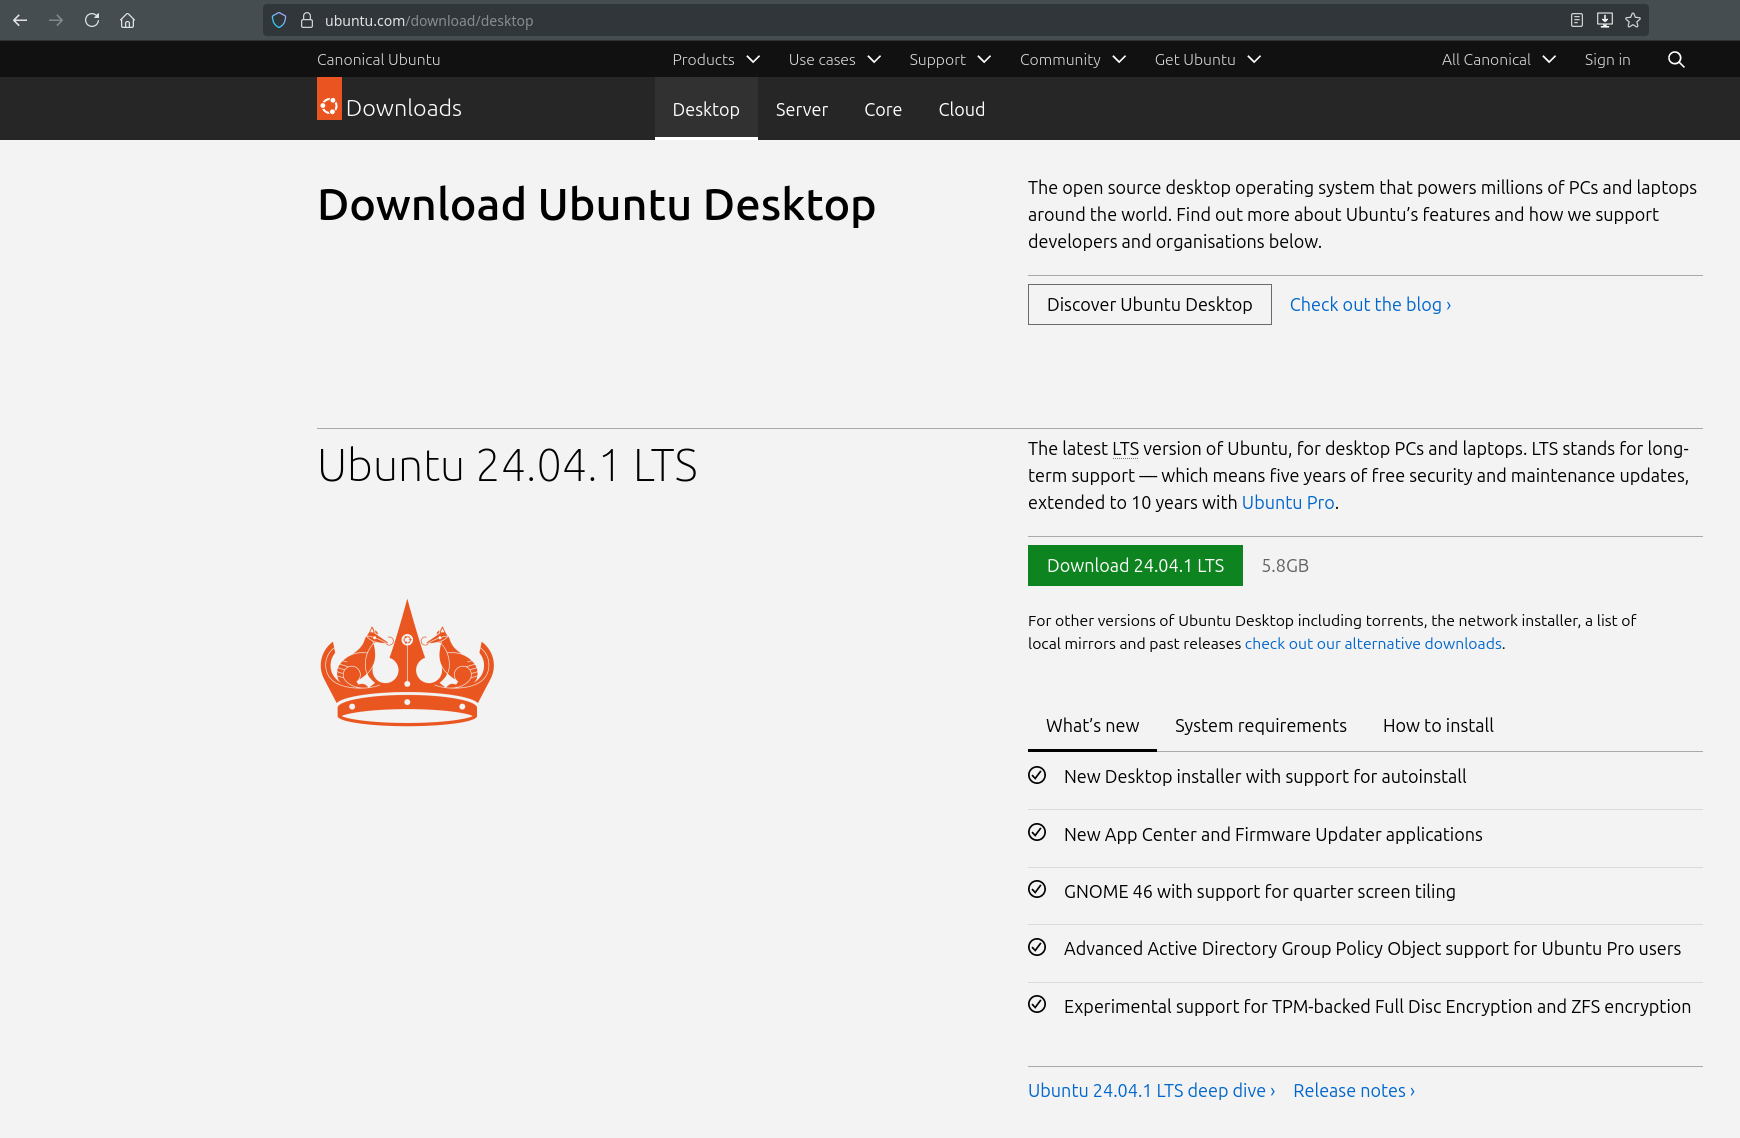 ubuntu.com/download/desktop
Canonical Ubuntu
Products
Use cases
Support
Community
Get Ubuntu
All Canonical
Sign in
Downloads
Desktop
Server
Core
Cloud
Download Ubuntu Desktop
The open source desktop operating system that powers millions of PCs and laptops
around the world. Find out more about Ubuntu’s features and how we support
developers and organisations below.
Discover Ubuntu Desktop
Check out the blog ›
Ubuntu 24.04.1 LTS
The latest LTS version of Ubuntu, for desktop PCs and laptops. LTS stands for long-
term support — which means five years of free security and maintenance updates,
extended to 10 years with Ubuntu Pro.
Download 24.04.1 LTS
5.8GB
For other versions of Ubuntu Desktop including torrents, the network installer, a list of
local mirrors and past releases check out our alternative downloads.
What’s new
System requirements
How to install
New Desktop installer with support for autoinstall
New App Center and Firmware Updater applications
GNOME 46 with support for quarter screen tiling
Advanced Active Directory Group Policy Object support for Ubuntu Pro users
Experimental support for TPM-backed Full Disc Encryption and ZFS encryption
Ubuntu 24.04.1 LTS deep dive ›
Release notes ›